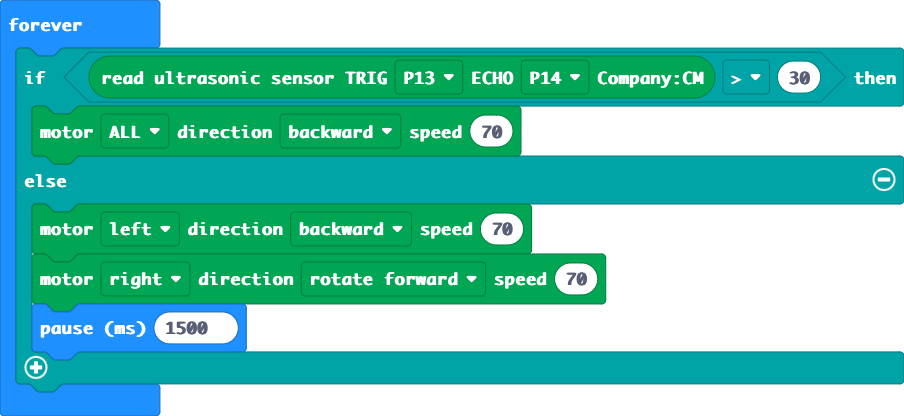 forever
if read ultrasonic sensor TRIG P13 ECHO P14 Company:CM > 30 then
motor ALL direction backward speed 70
else
motor left direction backward speed 70
motor right direction rotate forward speed 70
pause (ms) 1500